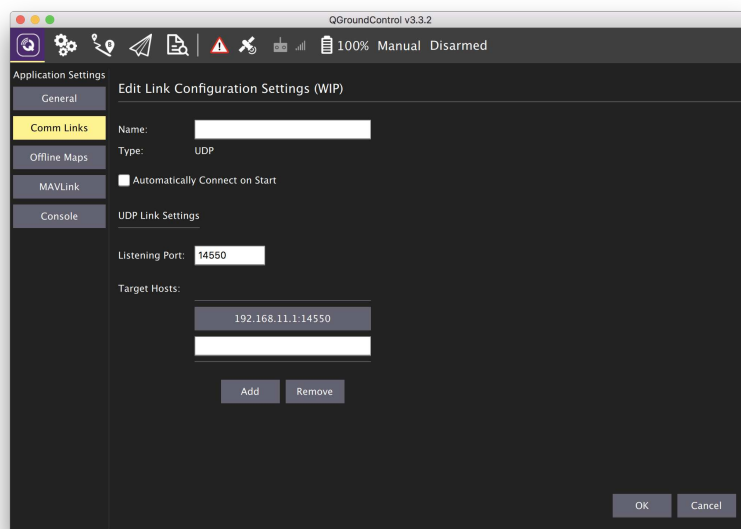 QGroundControl v3.3.2
100% Manual Disarmed
Application Settings
General
Comm Links
Offline Maps
MAVLink
Console
Edit Link Configuration Settings (WIP)
Name:
Type: UDP
Automatically Connect on Start
UDP Link Settings
Listening Port: 14550
Target Hosts:
192.168.11.1:14550
Add Remove
OK Cancel